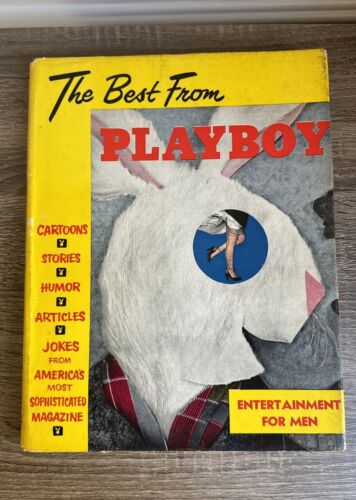 The Best From
PLAYBOY
CARTOONS
STORIES
HUMOR
ARTICLES
JOKES
FROM
AMERICA'S
MOST
SOPHISTICATED
MAGAZINE
ENTERTAINMENT
FOR MEN